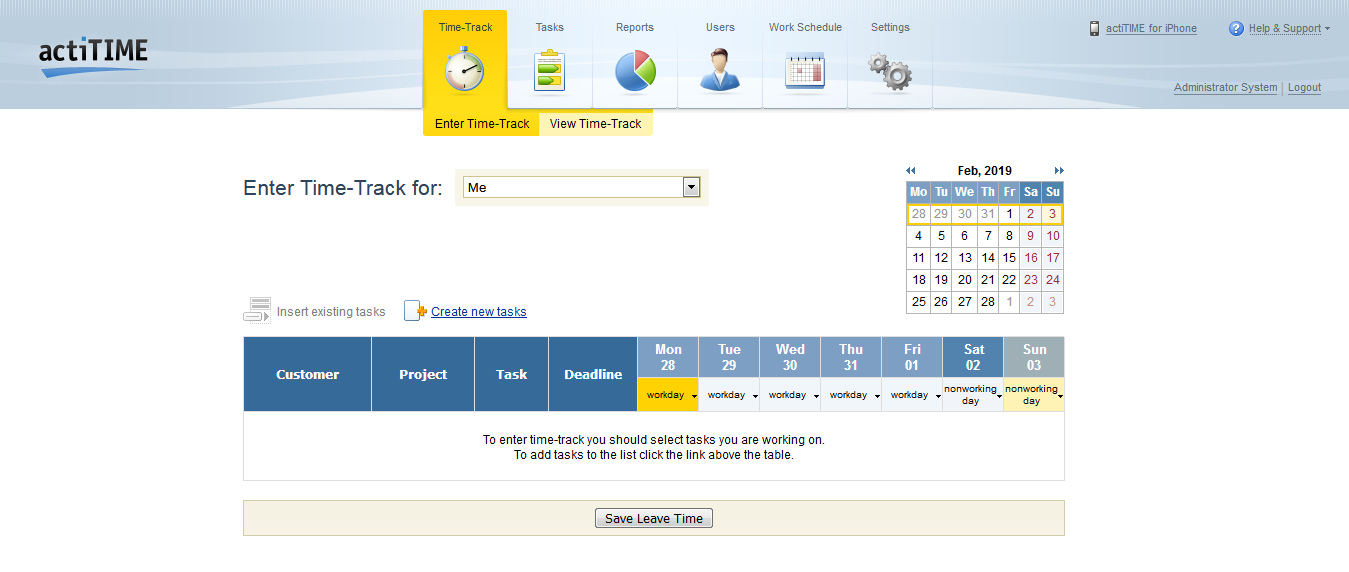 actiTIME
Time-Track
Tasks
Reports
Users
Work Schedule
Settings
actiTIME for iPhone
? Help & Support
Administrator System | Logout
Enter Time-Track
View Time-Track
Enter Time-Track for:
Me
Feb, 2019
Mo Tu We Th Fr Sa Su
28 29 30 31 1 2 3
4 5 6 7 8 9 10
11 12 13 14 15 16 17
18 19 20 21 22 23 24
25 26 27 28 1 2 3
Insert existing tasks
Create new tasks
Customer
Project
Task
Deadline
Mon
28
Tue
29
Wed
30
Thu
31
Fri
01
Sat
02
Sun
03
workday
workday
workday
workday
workday
nonworking
day
nonworking
day
To enter time-track you should select tasks you are working on.
To add tasks to the list click the link above the table.
Save Leave Time